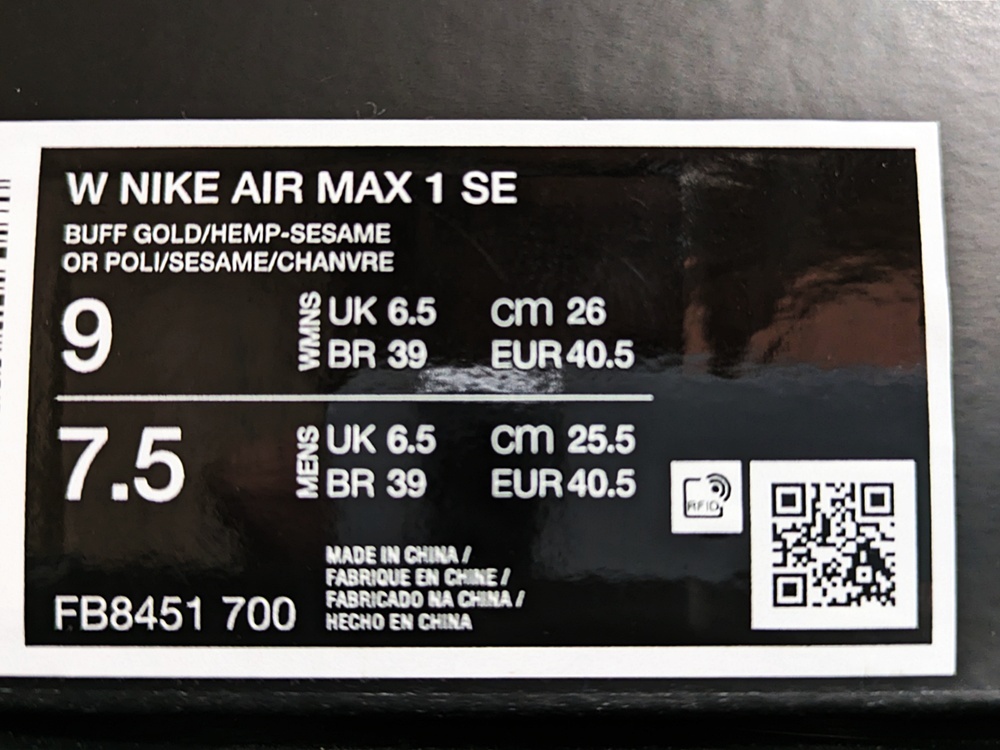 W NIKE AIR MAX 1 SE
BUFF GOLD/HEMP-SESAME
OR POLI/SESAME/CHANVRE
9 WMNS UK 6.5 cm 26
BR 39 EUR 40.5
7.5 MENS UK 6.5 cm 25.5
BR 39 EUR 40.5
RFID
MADE IN CHINA /
FABRIQUE EN CHINE /
FABRICADO NA CHINA /
HECHO EN CHINA
FB8451 700